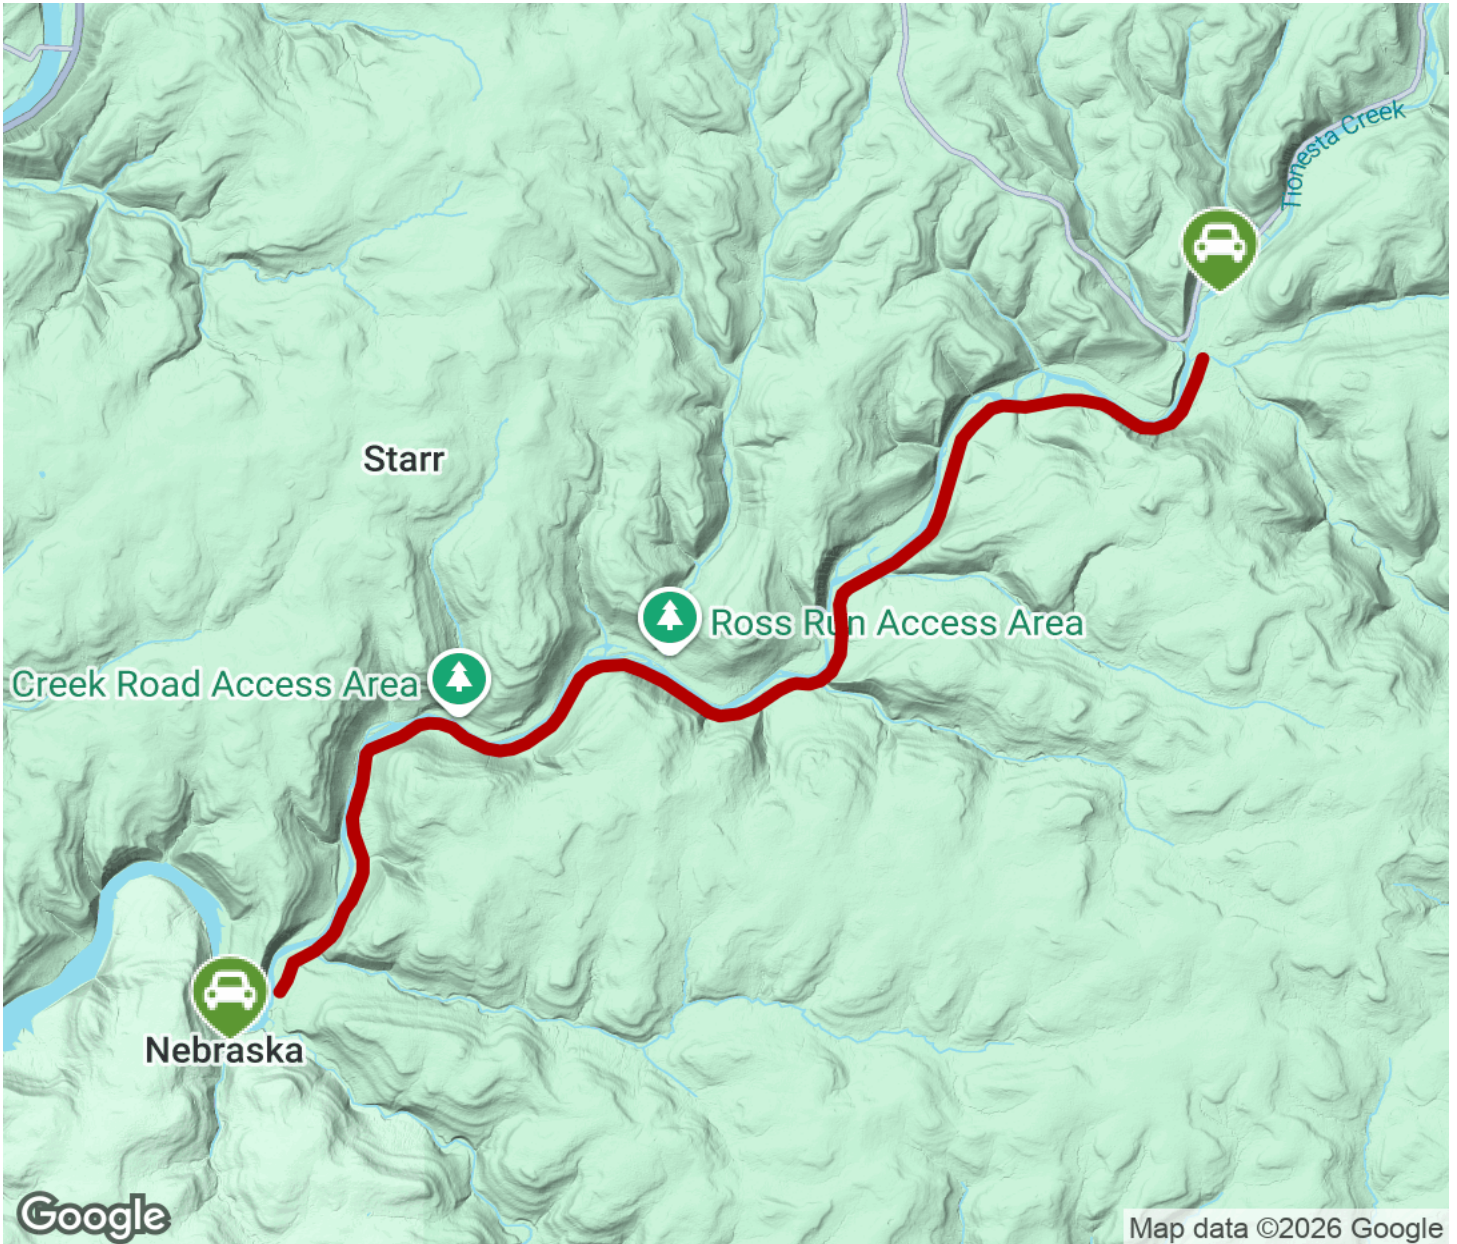 Tionesta Creek
Starr
Ross Run Access Area
Creek Road Access Area
Nebraska
Google
Map data ©2026 Google